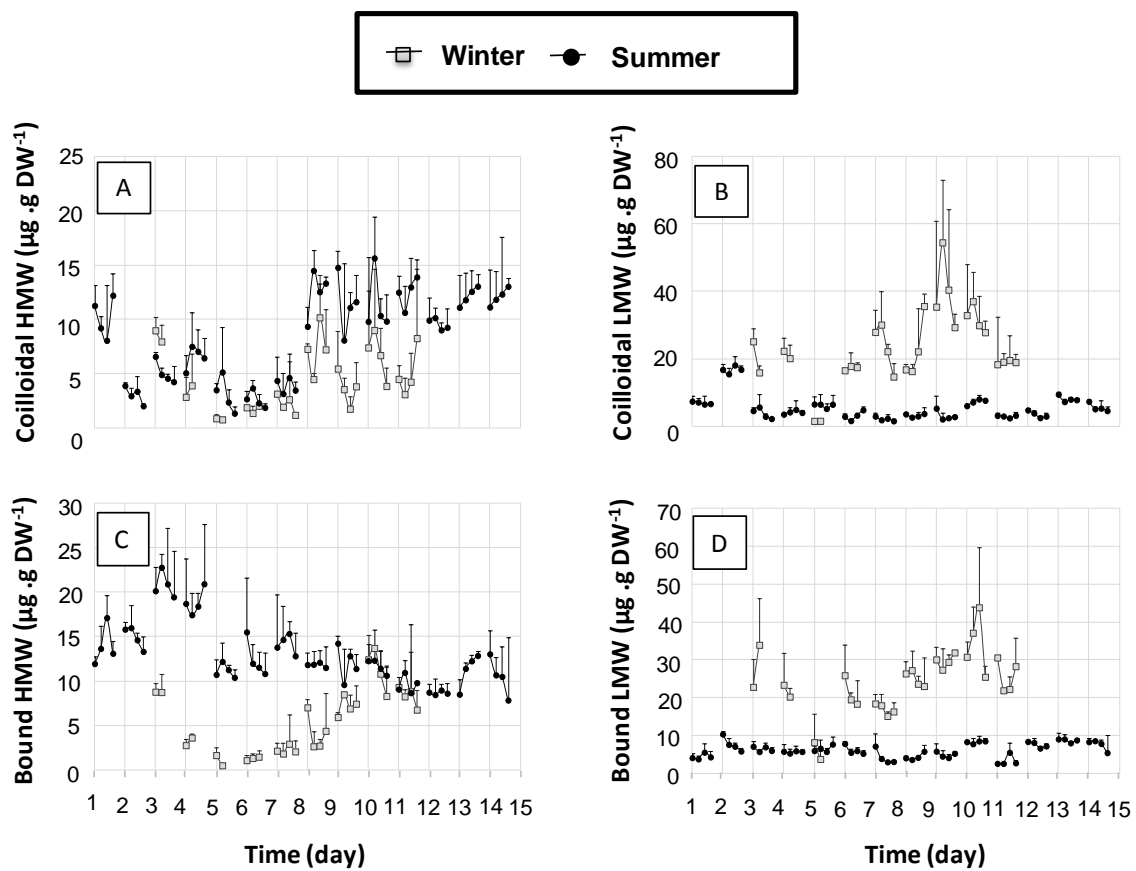 Winter Summer
Coilloidal HMW (µg .g DW⁻¹)
25
20
15
10
5
0
A
Coilloidal LMW (µg .g DW⁻¹)
80
60
40
20
0
B
Bound HMW (µg .g DW⁻¹)
30
25
20
15
10
5
0
C
1 2 3 4 5 6 7 8 9 10 11 12 13 14 15
Time (day)
Bound LMW (µg .g DW⁻¹)
70
60
50
40
30
20
10
0
D
1 2 3 4 5 6 7 8 9 10 11 12 13 14 15
Time (day)